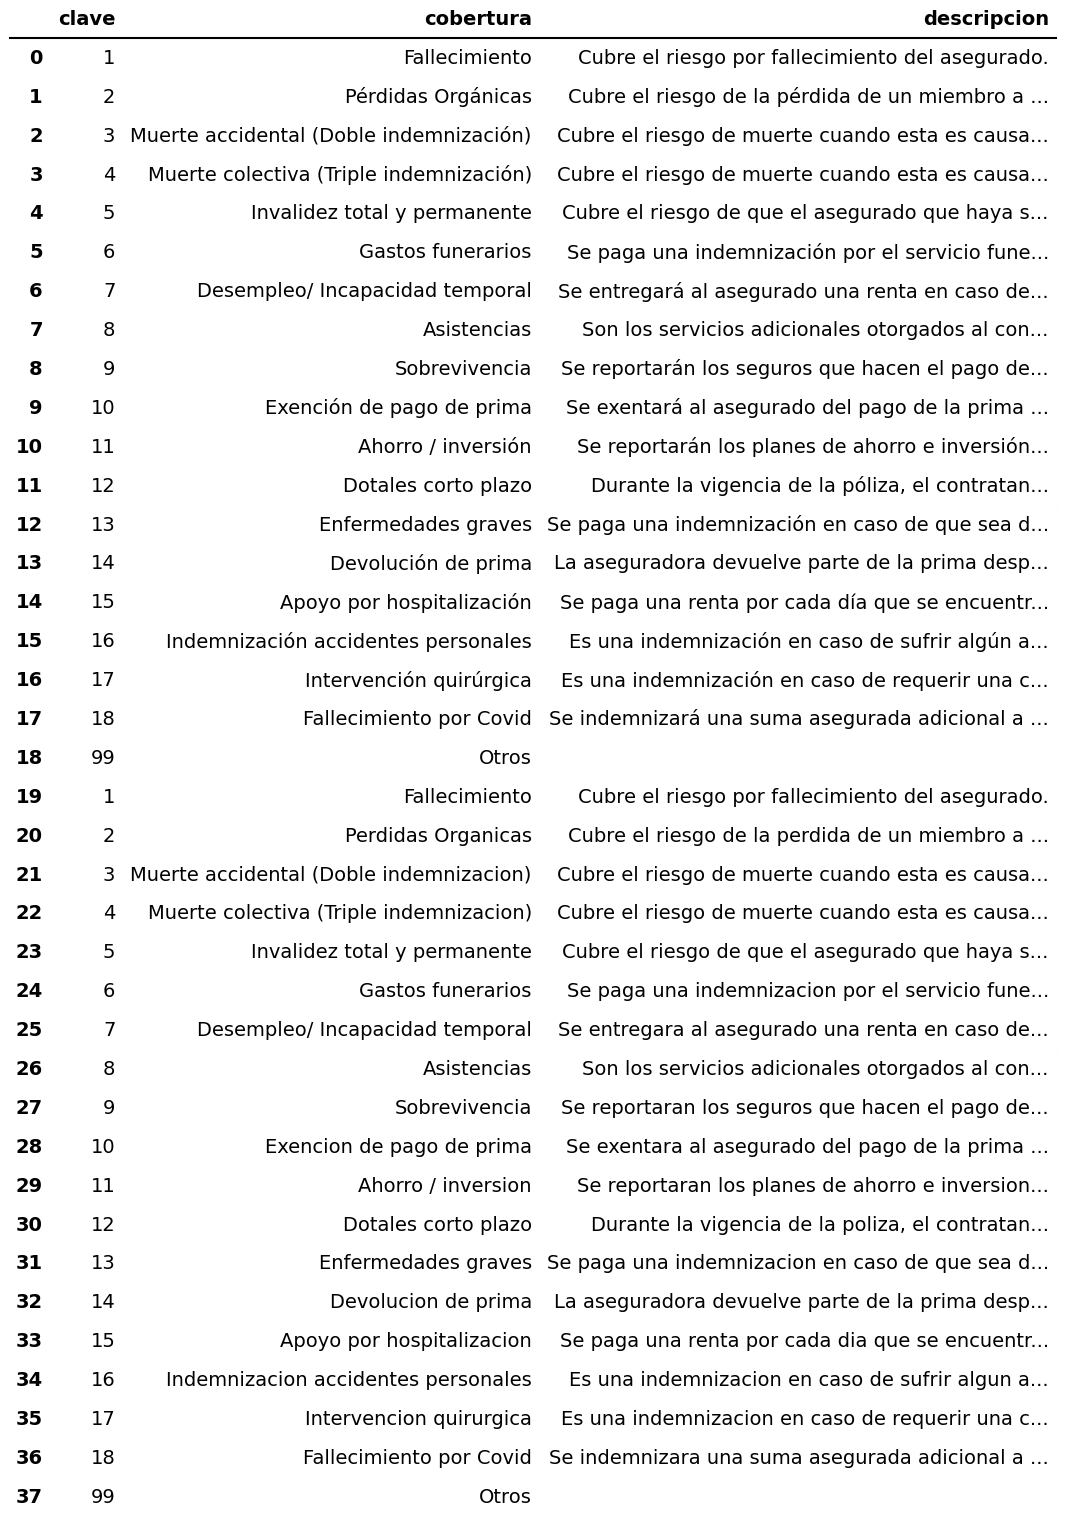 clave cobertura descripcion
0 1 Fallecimiento Cubre el riesgo por fallecimiento del asegurado.
1 2 Pérdidas Orgánicas Cubre el riesgo de la pérdida de un miembro a ...
2 3 Muerte accidental (Doble indemnización) Cubre el riesgo de muerte cuando esta es causa...
3 4 Muerte colectiva (Triple indemnización) Cubre el riesgo de muerte cuando esta es causa...
4 5 Invalidez total y permanente Cubre el riesgo de que el asegurado que haya s...
5 6 Gastos funerarios Se paga una indemnización por el servicio fune...
6 7 Desempleo/ Incapacidad temporal Se entregará al asegurado una renta en caso de...
7 8 Asistencias Son los servicios adicionales otorgados al con...
8 9 Sobrevivencia Se reportarán los seguros que hacen el pago de...
9 10 Exención de pago de prima Se exentará al asegurado del pago de la prima ...
10 11 Ahorro / inversión Se reportarán los planes de ahorro e inversión...
11 12 Dotales corto plazo Durante la vigencia de la póliza, el contratan...
12 13 Enfermedades graves Se paga una indemnización en caso de que sea d...
13 14 Devolución de prima La aseguradora devuelve parte de la prima desp...
14 15 Apoyo por hospitalización Se paga una renta por cada día que se encuentr...
15 16 Indemnización accidentes personales Es una indemnización en caso de sufrir algún a...
16 17 Intervención quirúrgica Es una indemnización en caso de requerir una c...
17 18 Fallecimiento por Covid Se indemnizará una suma asegurada adicional a ...
18 99 Otros
19 1 Fallecimiento Cubre el riesgo por fallecimiento del asegurado.
20 2 Perdidas Organicas Cubre el riesgo de la perdida de un miembro a ...
21 3 Muerte accidental (Doble indemnizacion) Cubre el riesgo de muerte cuando esta es causa...
22 4 Muerte colectiva (Triple indemnizacion) Cubre el riesgo de muerte cuando esta es causa...
23 5 Invalidez total y permanente Cubre el riesgo de que el asegurado que haya s...
24 6 Gastos funerarios Se paga una indemnizacion por el servicio fune...
25 7 Desempleo/ Incapacidad temporal Se entregara al asegurado una renta en caso de...
26 8 Asistencias Son los servicios adicionales otorgados al con...
27 9 Sobrevivencia Se reportaran los seguros que hacen el pago de...
28 10 Exencion de pago de prima Se exentara al asegurado del pago de la prima ...
29 11 Ahorro / inversion Se reportaran los planes de ahorro e inversion...
30 12 Dotales corto plazo Durante la vigencia de la poliza, el contratan...
31 13 Enfermedades graves Se paga una indemnizacion en caso de que sea d...
32 14 Devolucion de prima La aseguradora devuelve parte de la prima desp...
33 15 Apoyo por hospitalizacion Se paga una renta por cada dia que se encuentr...
34 16 Indemnizacion accidentes personales Es una indemnizacion en caso de sufrir algun a...
35 17 Intervencion quirurgica Es una indemnizacion en caso de requerir una c...
36 18 Fallecimiento por Covid Se indemnizara una suma asegurada adicional a ...
37 99 Otros